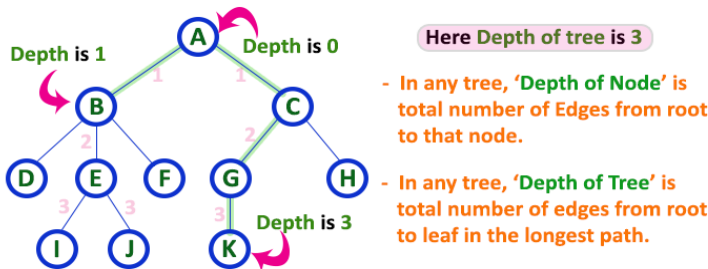 A
Depth is 0
Here Depth of tree is 3
Depth is 1
1
1
B
C
- In any tree, ‘Depth of Node’ is
total number of Edges from root
to that node.
2
2
D
E
F
G
H
- In any tree, ‘Depth of Tree’ is
total number of edges from root
to leaf in the longest path.
3
3
3
Depth is 3
I
J
K